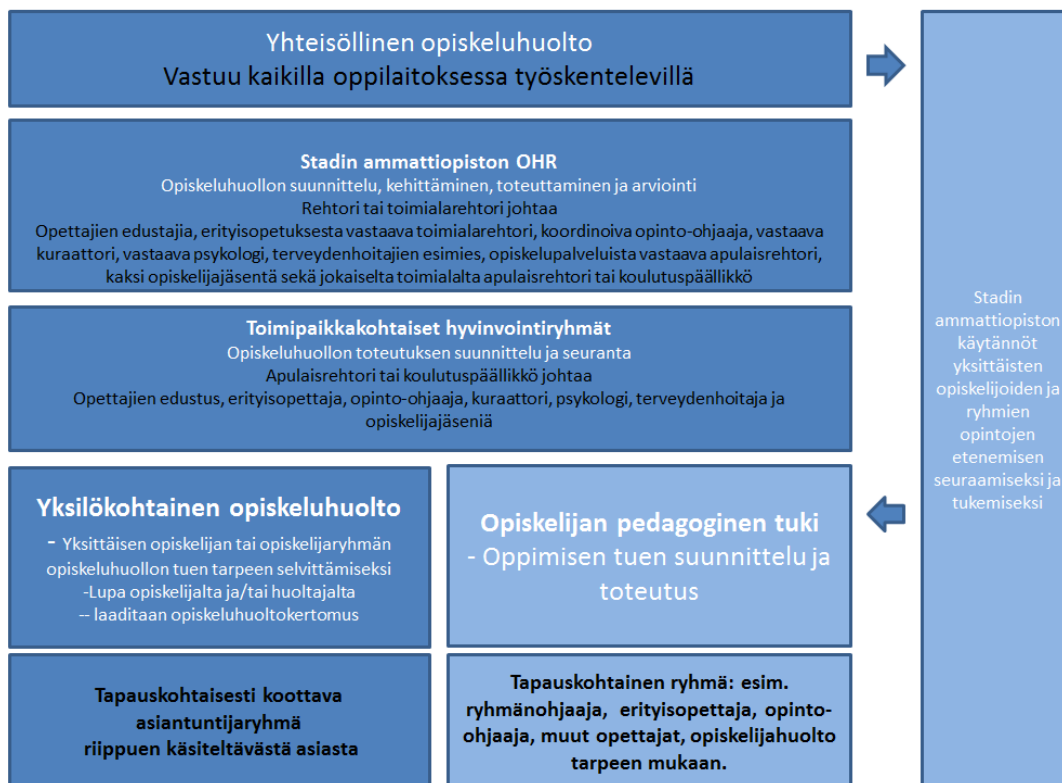 Yhteisöllinen opiskeluhuolto
Vastuu kaikilla oppilaitoksessa työskentelevillä
Stadin ammattiopiston OHR
Opiskeluhuollon suunnittelu, kehittäminen, toteuttaminen ja arviointi
Rehtori tai toimialarehtori johtaa
Opettajien edustajia, erityisopetuksesta vastaava toimialarehtori, koordinoiva opinto-ohjaaja, vastaava
kuraattori, vastaava psykologi, terveydenhoitajien esimies, opiskelupalveluista vastaava apulaisrehtori,
kaksi opiskelijajäsentä sekä jokaiselta toimialalta apulaisrehtori tai koulutuspäällikkö
Toimipaikkakohtaiset hyvinvointiryhmät
Opiskeluhuollon toteutuksen suunnittelu ja seuranta
Apulaisrehtori tai koulutuspäällikkö johtaa
Opettajien edustus, erityisopettaja, opinto-ohjaaja, kuraattori, psykologi, terveydenhoitaja ja
opiskelijajäseniä
Yksilökohtainen opiskeluhuolto
- Yksittäisen opiskelijan tai opiskelijaryhmän
opiskeluhuollon tuen tarpeen selvittämiseksi
-Lupa opiskelijalta ja/tai huoltajalta
-- laaditaan opiskeluhuoltokertomus
Tapauskohtaisesti koottava
asiantuntijaryhmä
riippuen käsiteltävästä asiasta
Opiskelijan pedagoginen tuki
- Oppimisen tuen suunnittelu ja
toteutus
Tapauskohtainen ryhmä: esim.
ryhmänohjaaja, erityisopettaja, opinto-
ohjaaja, muut opettajat, opiskelijahuolto
tarpeen mukaan.
Stadin
ammattiopiston
käytännöt
yksittäisten
opiskelijoiden ja
ryhmien
opintojen
etenemisen
seuraamiseksi ja
tukemiseksi